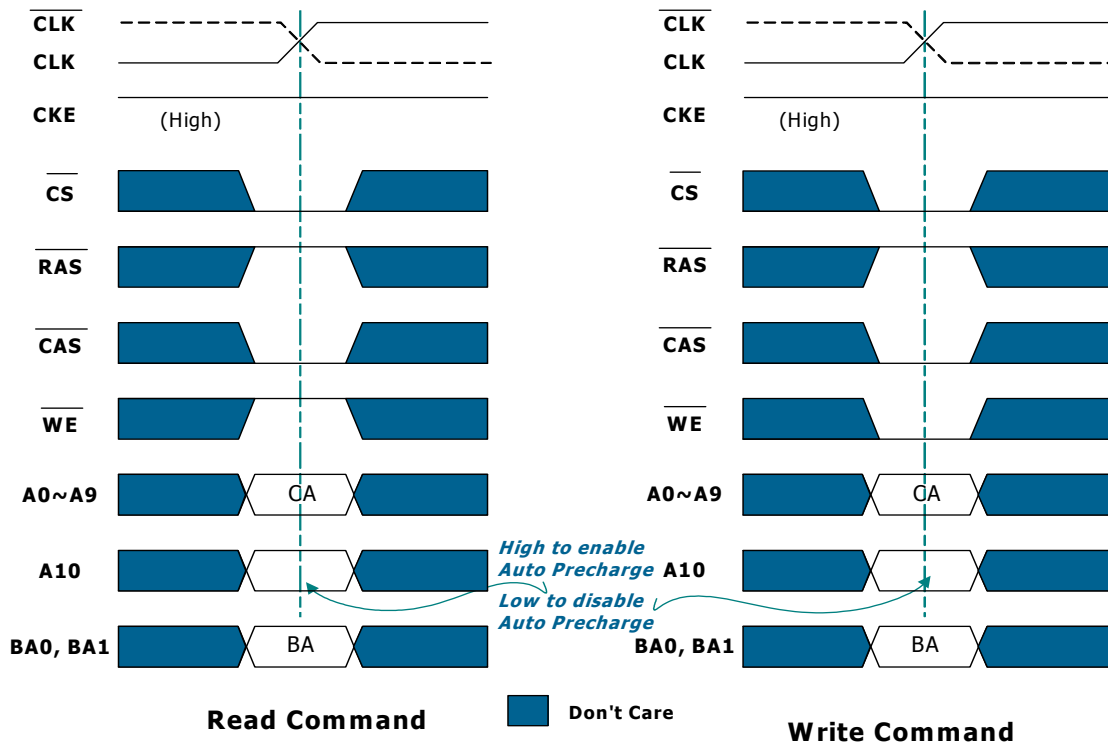 CLK
CLK
CKE
(High)
CS
RAS
CAS
WE
A0~A9
CA
A10
BA0, BA1
BA
Read Command
High to enable
Auto Precharge
Low to disable
Auto Precharge
Don't Care
CLK
CLK
CKE
(High)
CS
RAS
CAS
WE
A0~A9
CA
A10
BA0, BA1
BA
Write Command